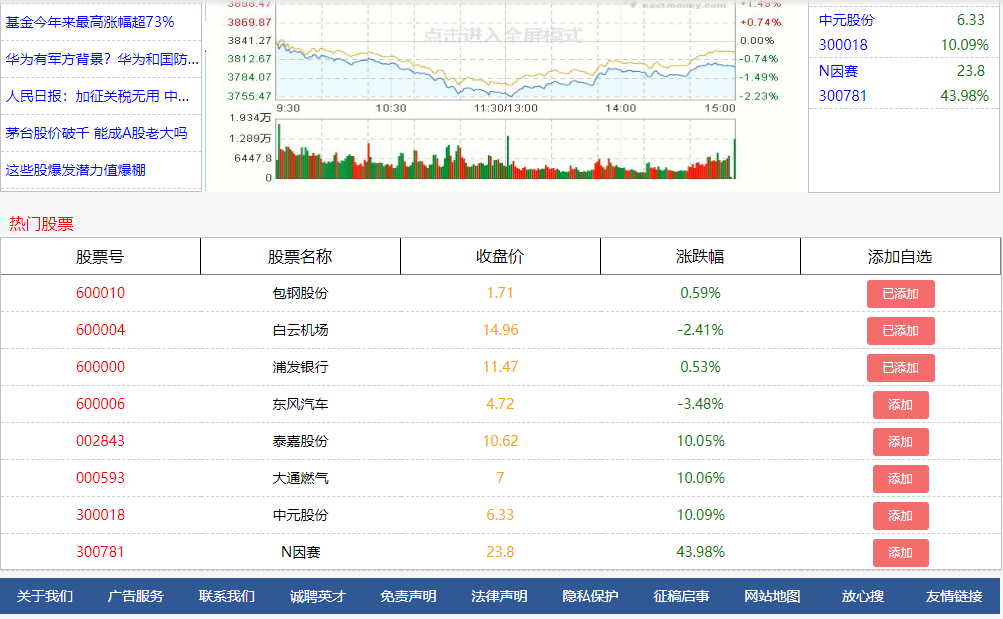 基金今年来最高涨幅超73%
华为有军方背景？华为和国防...
人民日报：加征关税无用 中...
茅台股价破千 能成A股老大吗
这些股爆发潜力值爆棚
3898.47 +1.49%
3869.87 +0.74%
3841.27 0.00%
3812.67 -0.74%
3784.07 -1.49%
3755.47 -2.23%
eastmoney.com
点击进入全屏模式
9:30 10:30 11:30/13:00 14:00 15:00
1.934万
1.289万
6447.8
0
中元股份 6.33
300018 10.09%
N因赛 23.8
300781 43.98%
热门股票
股票号 股票名称 收盘价 涨跌幅 添加自选
600010 包钢股份 1.71 0.59% 已添加
600004 白云机场 14.96 -2.41% 已添加
600000 浦发银行 11.47 0.53% 已添加
600006 东风汽车 4.72 -3.48% 添加
002843 泰嘉股份 10.62 10.05% 添加
000593 大通燃气 7 10.06% 添加
300018 中元股份 6.33 10.09% 添加
300781 N因赛 23.8 43.98% 添加
关于我们 广告服务 联系我们 诚聘英才 免责声明 法律声明 隐私保护 征稿启事 网站地图 放心搜 友情链接